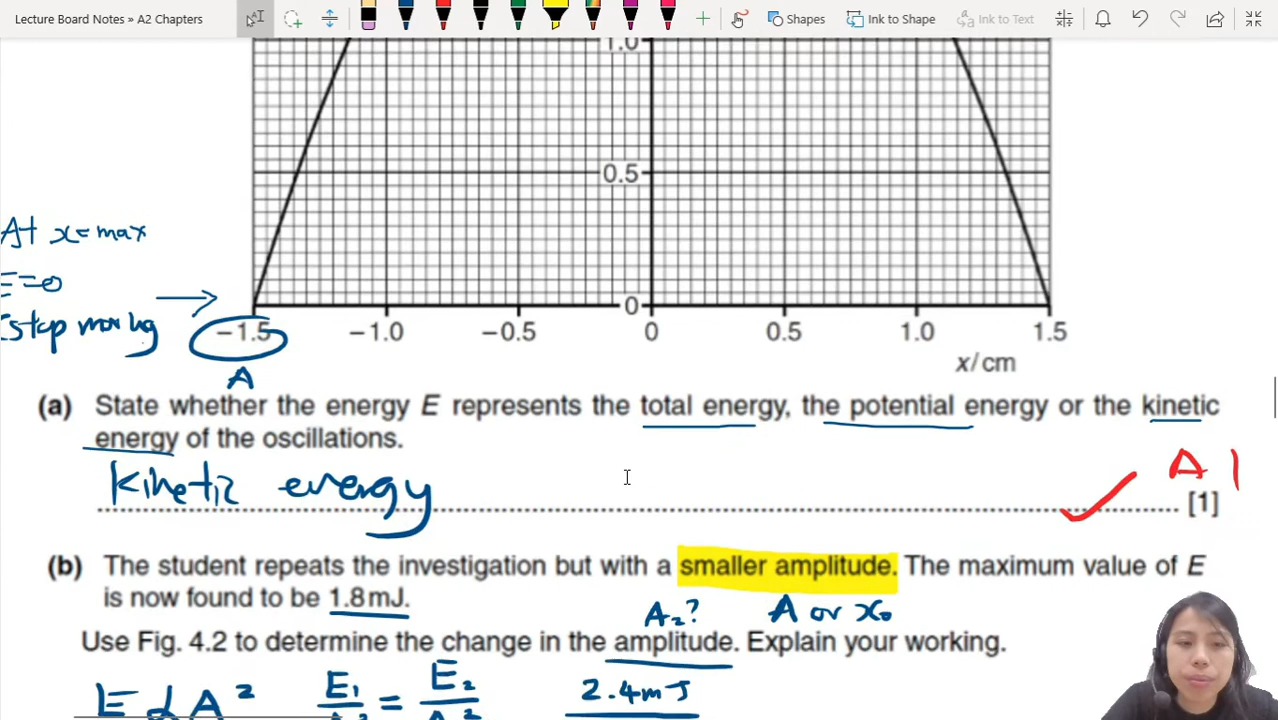 Lecture Board Notes » A2 Chapters
Shapes
Ink to Shape
Ink to Text
1.0
0.5
0
At x=max
E=0
stop moving
-1.5 -1.0 -0.5 0 0.5 1.0 1.5
x/cm
A
(a) State whether the energy E represents the total energy, the potential energy or the kinetic
energy of the oscillations.
kinetic energy
A1
[1]
(b) The student repeats the investigation but with a smaller amplitude. The maximum value of E
is now found to be 1.8 mJ.
A₂? A or x₀
Use Fig. 4.2 to determine the change in the amplitude. Explain your working.
E ∝ A² E₁ = E₂ 2.4mJ